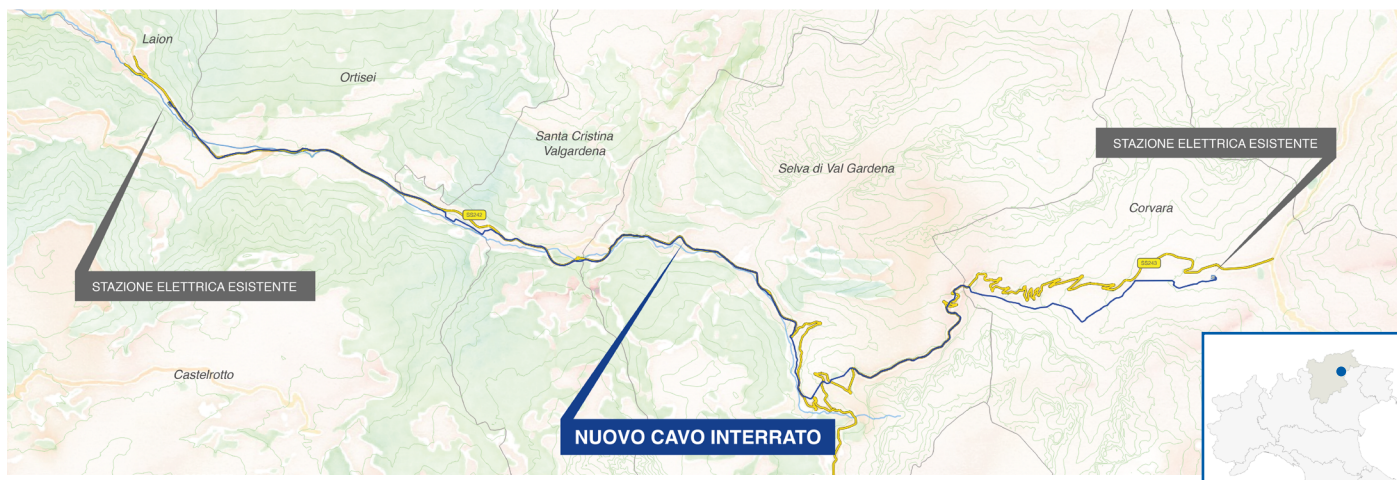 Laion
Ortisei
Santa Cristina
Valgardena
Selva di Val Gardena
STAZIONE ELETTRICA ESISTENTE
Corvara
SS242
SS243
STAZIONE ELETTRICA ESISTENTE
Castelrotto
NUOVO CAVO INTERRATO